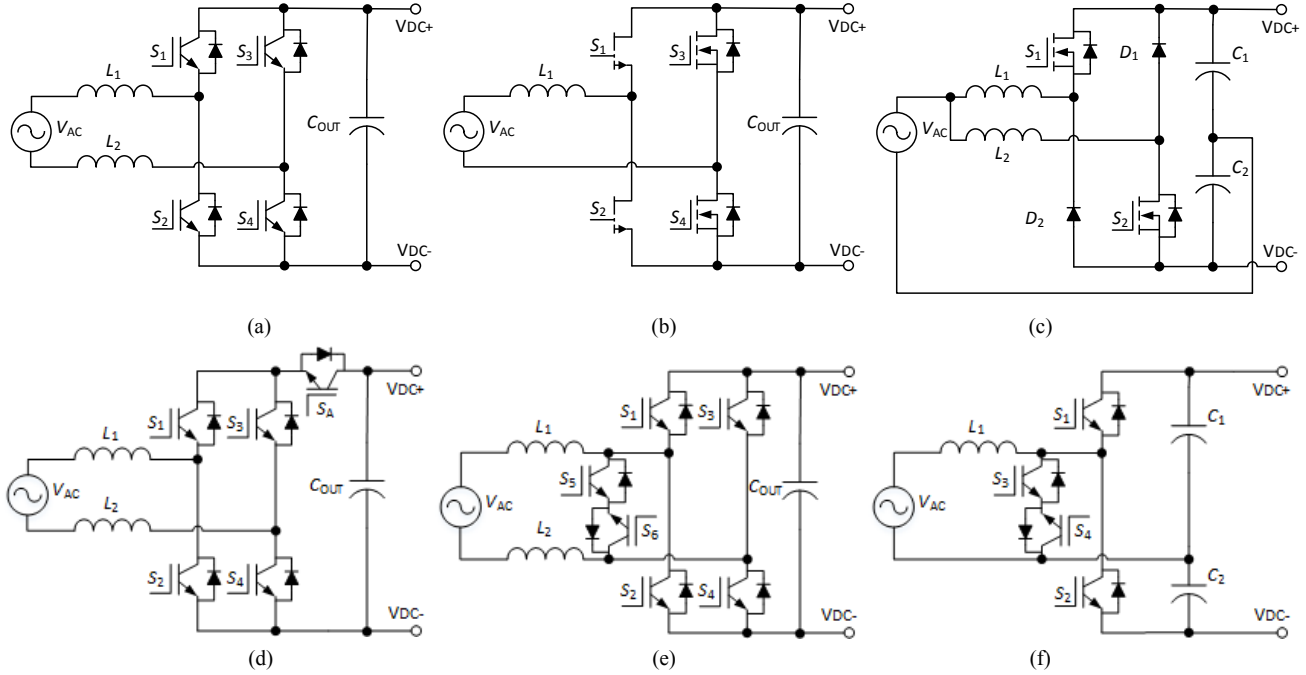 VDC+
S1
S3
L1
VAC
COUT
L2
S2
S4
VDC-
(a)
VDC+
S1
S3
L1
VAC
COUT
S2
S4
VDC-
(b)
VDC+
S1
D1
C1
L1
VAC
L2
C2
D2
S2
VDC-
(c)
VDC+
SA
S1
S3
L1
VAC
COUT
L2
S2
S4
VDC-
(d)
VDC+
S1
S3
L1
S5
VAC
COUT
S6
L2
S2
S4
VDC-
(e)
VDC+
S1
C1
L1
S3
VAC
S4
C2
S2
VDC-
(f)